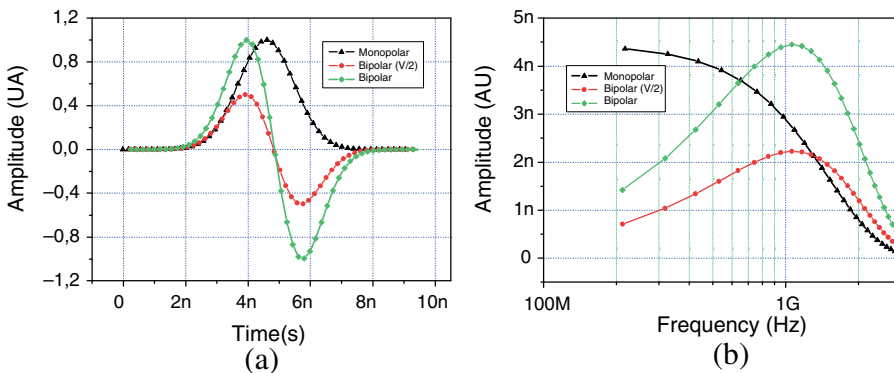 1,2
0,8
0,4
0,0
−0,4
−0,8
−1,2
Amplitude (UA)
Monopolar
Bipolar (V/2)
Bipolar
0 2n 4n 6n 8n 10n
Time(s)
(a)
5n
4n
3n
2n
1n
0n
Amplitude (AU)
Monopolar
Bipolar (V/2)
Bipolar
100M 1G
Frequency (Hz)
(b)